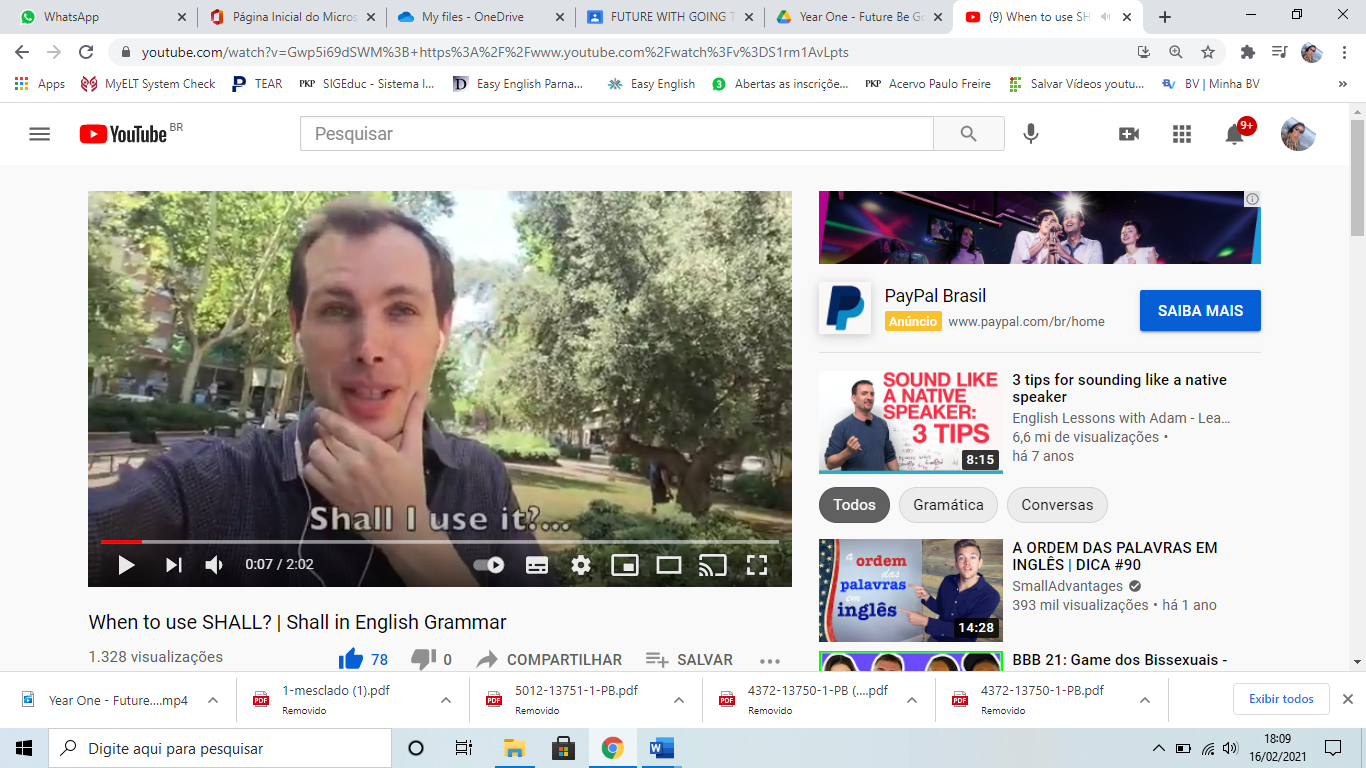 WhatsApp
Página Inicial do Micros
My files - OneDrive
FUTURE WITH GOING T
Year One - Future Be Go
(9) When to use SH
youtube.com/watch?v=Gwp5i69dSWM%3B+https%3A%2F%2Fwww.youtube.com%2Fwatch%3Fv%3DS1rm1AvLpts
Apps
MyELT System Check
TEAR
PKP SIGEduc - Sistema I...
Easy English Parna...
Easy English
3 Abertas as inscriçõe...
PKP Acervo Paulo Freire
Salvar Vídeos youtu...
BV | Minha BV
»
YouTube BR
Pesquisar
9+
Shall I use it?...
0:07 / 2:02
When to use SHALL? | Shall in English Grammar
1.328 visualizações
78
0
COMPARTILHAR
SALVAR
PayPal Brasil
Anúncio www.paypal.com/br/home
SAIBA MAIS
SOUND LIKE
A NATIVE
SPEAKER:
3 TIPS
8:15
3 tips for sounding like a native
speaker
English Lessons with Adam - Lea...
6,6 mi de visualizações •
há 7 anos
Todos
Gramática
Conversas
a ordem
das
palavras
em
inglês
14:28
A ORDEM DAS PALAVRAS EM
INGLÊS | DICA #90
SmallAdvantages
393 mil visualizações • há 1 ano
BBB 21: Game dos Bissexuais -
Year One - Future....mp4
PDF
1-mesclado (1).pdf
Removido
PDF
5012-13751-1-PB.pdf
Removido
PDF
4372-13750-1-PB (....pdf
Removido
PDF
4372-13750-1-PB.pdf
Removido
Exibir todos
Digite aqui para pesquisar
18:09
16/02/2021